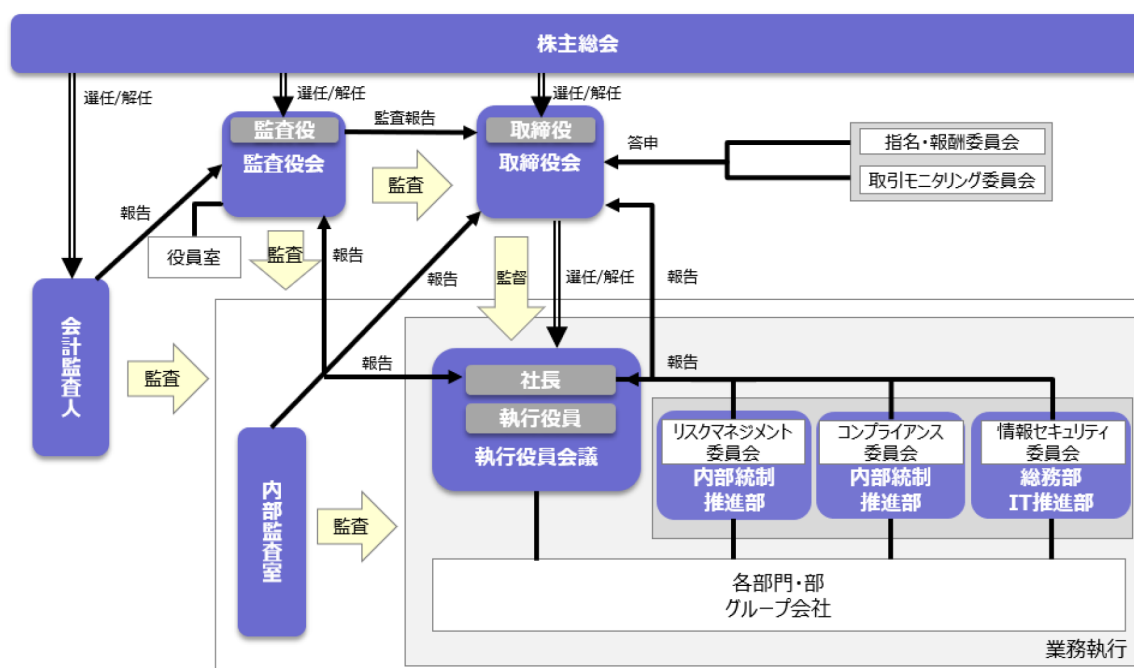 株主総会
選任/解任
選任/解任
選任/解任
監査役
監査役会
監査報告
取締役
取締役会
答申
指名・報酬委員会
取引モニタリング委員会
監査
報告
役員室
監査
報告
報告
監督
選任/解任
報告
会計監査人
監査
報告
報告
社長
執行役員
執行役員会議
リスクマネジメント
委員会
内部統制
推進部
コンプライアンス
委員会
内部統制
推進部
情報セキュリティ
委員会
総務部
IT推進部
内部監査室
監査
各部門・部
グループ会社
業務執行